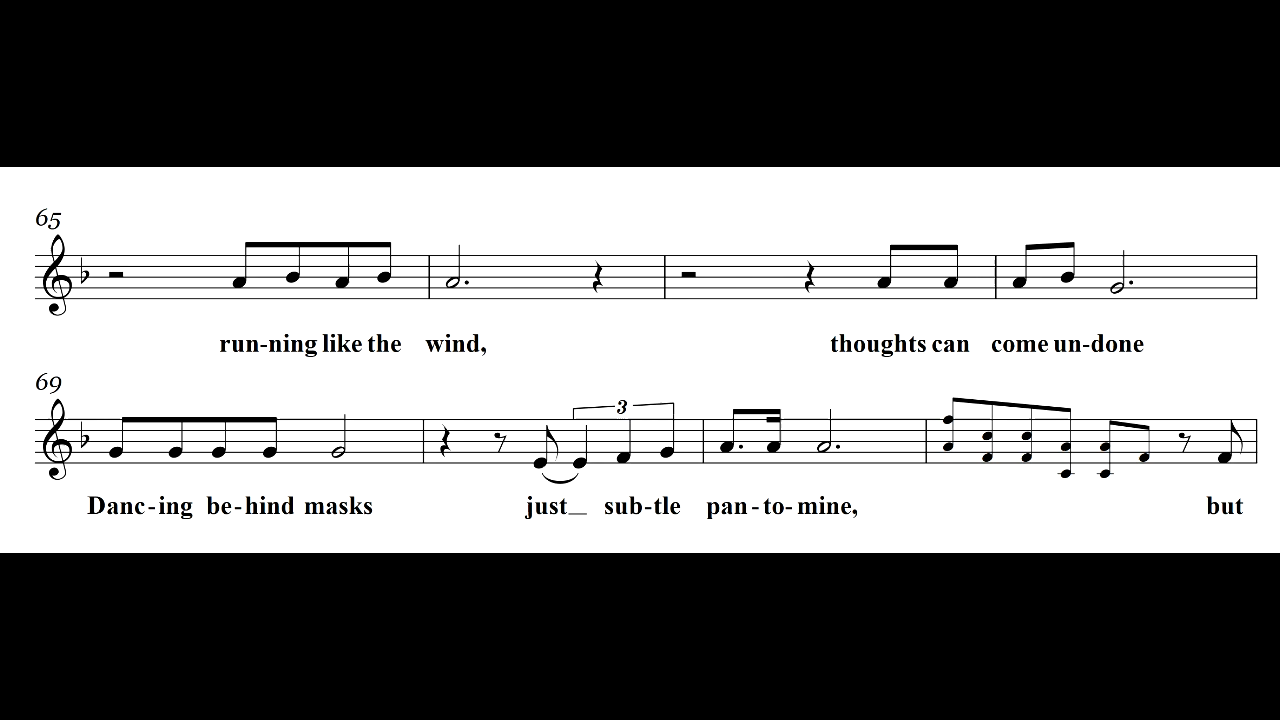 65
run-ning like the wind, thoughts can come un-done
69
3
Danc-ing be-hind masks just_ sub-tle pan-to-mine, but